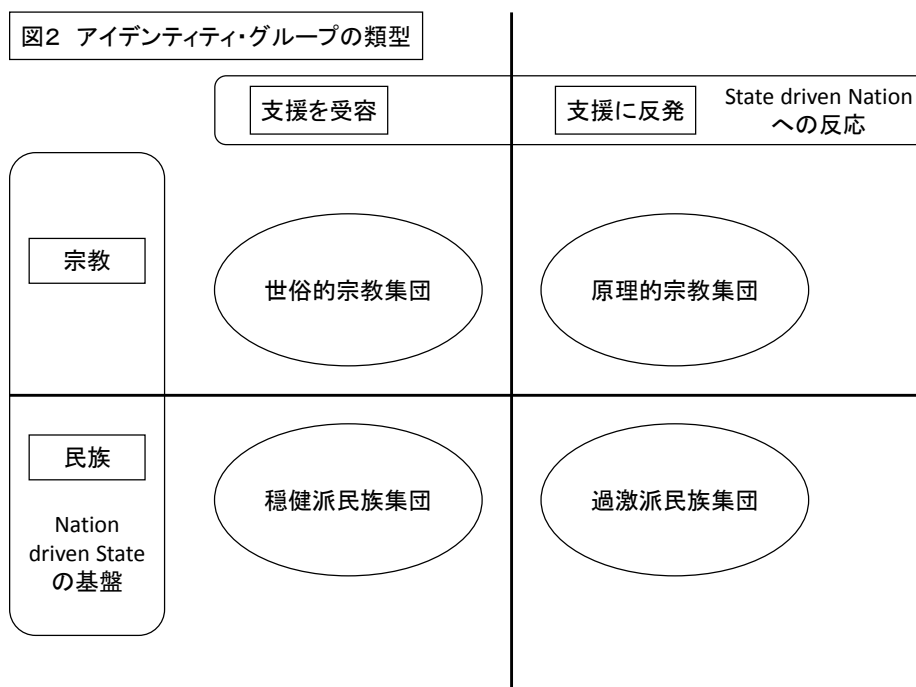 図2 アイデンティティ・グループの類型
支援を受容
支援に反発
State driven Nation
への反応
宗教
世俗的宗教集団
原理的宗教集団
民族
Nation
driven State
の基盤
穏健派民族集団
過激派民族集団